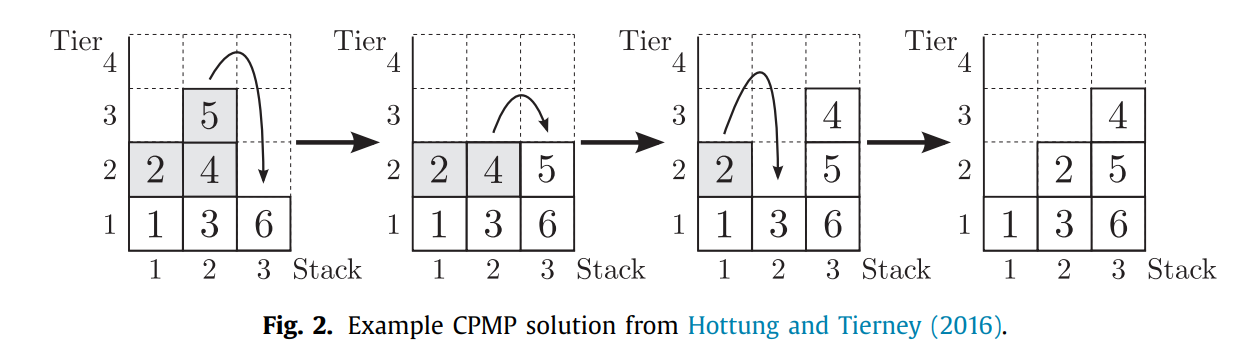 Tier Tier Tier Tier
4 4 4 4
3 5 3 3 4 3 4
2 2 4 2 2 4 5 2 2 5 2 2 5
1 1 3 6 1 1 3 6 1 1 3 6 1 1 3 6
1 2 3 Stack 1 2 3 Stack 1 2 3 Stack 1 2 3 Stack
Fig. 2. Example CPMP solution from Hottung and Tierney (2016).